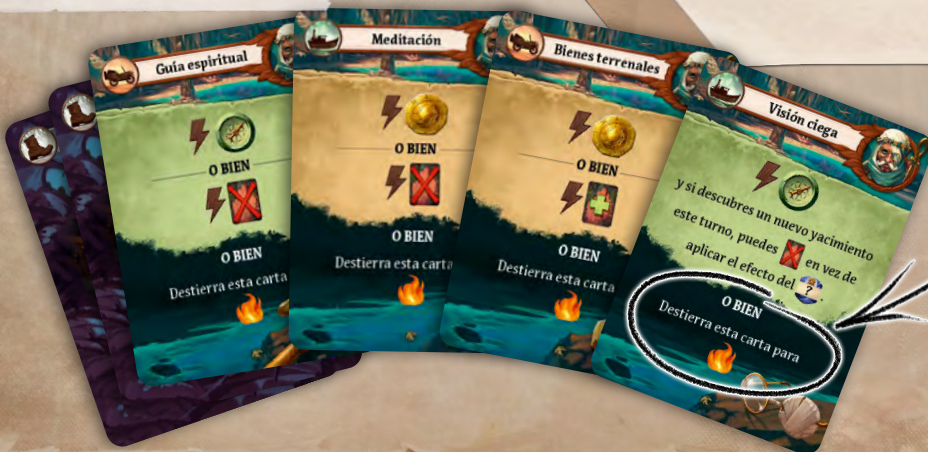 Guía espiritual
O BIEN
O BIEN
Destierra esta carta
Meditación
O BIEN
O BIEN
Destierra esta carta
Bienes terrenales
O BIEN
O BIEN
Destierra esta carta
Visión ciega
y si descubres un nuevo yacimiento
este turno, puedes en vez de
aplicar el efecto del ?
O BIEN
Destierra esta carta para